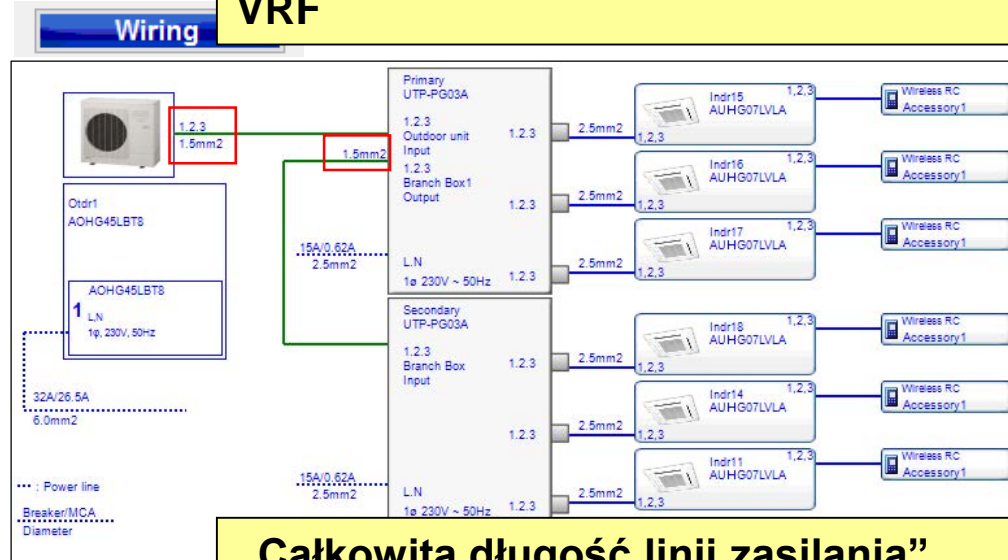 VRF
Wiring
1.2.3
1.5mm2
Otdr1
AOHG45LBT8
AOHG45LBT8
1 L,N
1φ, 230V, 50Hz
32A/26.5A
6.0mm2
••• : Power line
Breaker/MCA
Diameter
1.5mm2
15A/0.62A
2.5mm2
15A/0.62A
2.5mm2
Primary
UTP-PG03A
1.2.3
Outdoor unit
Input
1.2.3
Branch Box1
Output
L.N
1ø 230V ~ 50Hz
1.2.3
1.2.3
1.2.3
Secondary
UTP-PG03A
1.2.3
Branch Box
Input
L.N
1ø 230V ~ 50Hz
1.2.3
1.2.3
1.2.3
2.5mm2
1,2,3
Indr15
AUHG07LVLA
1,2,3
Wireless RC
Accessory1
2.5mm2
1,2,3
Indr16
AUHG07LVLA
1,2,3
Wireless RC
Accessory1
2.5mm2
1,2,3
Indr17
AUHG07LVLA
1,2,3
Wireless RC
Accessory1
2.5mm2
1,2,3
Indr18
AUHG07LVLA
1,2,3
Wireless RC
Accessory1
2.5mm2
1,2,3
Indr14
AUHG07LVLA
1,2,3
Wireless RC
Accessory1
2.5mm2
1,2,3
Indr11
AUHG07LVLA
1,2,3
Wireless RC
Accessory1
Całkowita długość linii zasilania”